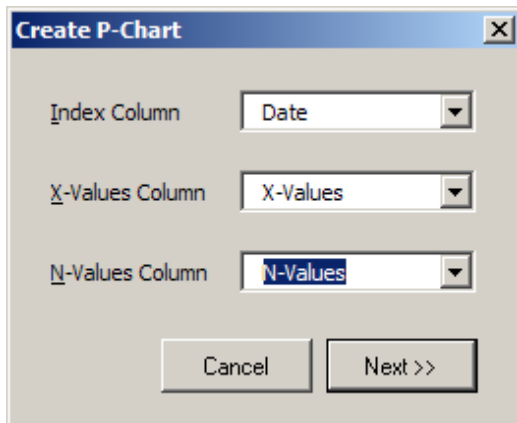 Create P-Chart
Index Column Date
X-Values Column X-Values
N-Values Column N-Values
Cancel Next >>